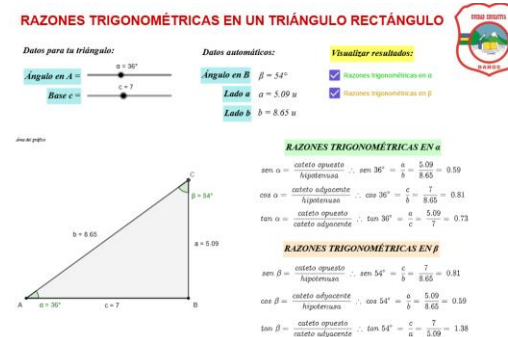 RAZONES TRIGONOMÉTRICAS EN UN TRIÁNGULO RECTÁNGULO
UNIDAD EDUCATIVA
BAÑOS
Datos para tu triángulo:
Datos automáticos:
Visualizar resultados:
α = 36°
Ángulo en A =
Ángulo en B β = 54°
Razones trigonométricas en α
c = 7
Base c =
Lado a a = 5.09 u
Razones trigonométricas en β
Lado b b = 8.65 u
área del gráfico
RAZONES TRIGONOMÉTRICAS EN α
sen α = cateto opuesto / hipotenusa ∴ sen 36° = a / b = 5.09 / 8.65 = 0.59
cos α = cateto adyacente / hipotenusa ∴ cos 36° = c / b = 7 / 8.65 = 0.81
tan α = cateto opuesto / cateto adyacente ∴ tan 36° = a / c = 5.09 / 7 = 0.73
RAZONES TRIGONOMÉTRICAS EN β
sen β = cateto opuesto / hipotenusa ∴ sen 54° = c / b = 7 / 8.65 = 0.81
cos β = cateto adyacente / hipotenusa ∴ cos 54° = a / b = 5.09 / 8.65 = 0.59
tan β = cateto opuesto / cateto adyacente ∴ tan 54° = c / a = 7 / 5.09 = 1.38
C
β = 54°
b = 8.65
a = 5.09
A
α = 36°
c = 7
B